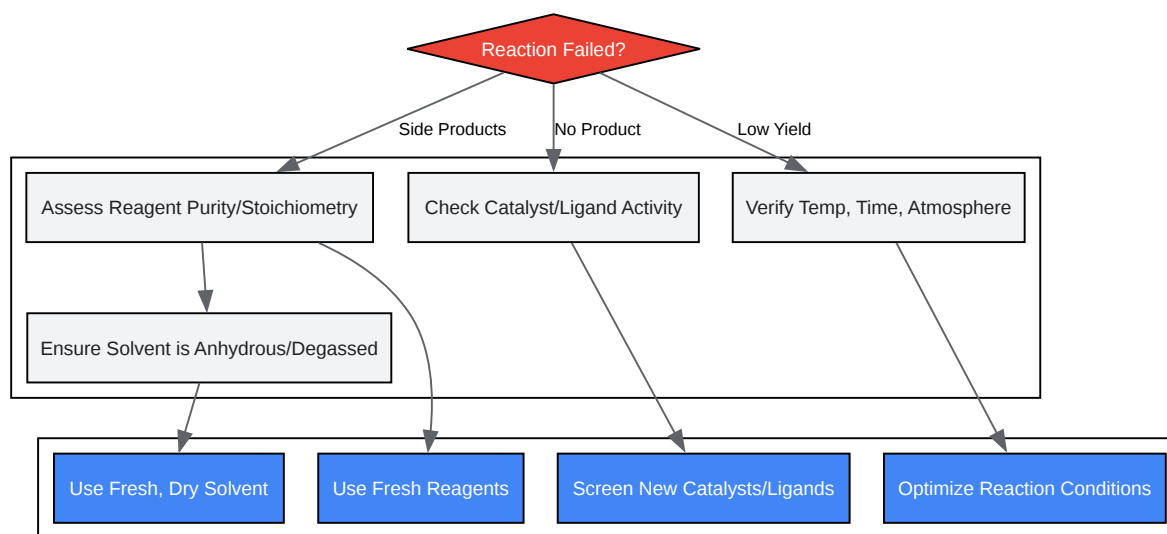 Reaction Failed?
Side Products
No Product
Low Yield
Assess Reagent Purity/Stoichiometry
Check Catalyst/Ligand Activity
Verify Temp, Time, Atmosphere
Ensure Solvent is Anhydrous/Degassed
Use Fresh, Dry Solvent
Use Fresh Reagents
Screen New Catalysts/Ligands
Optimize Reaction Conditions